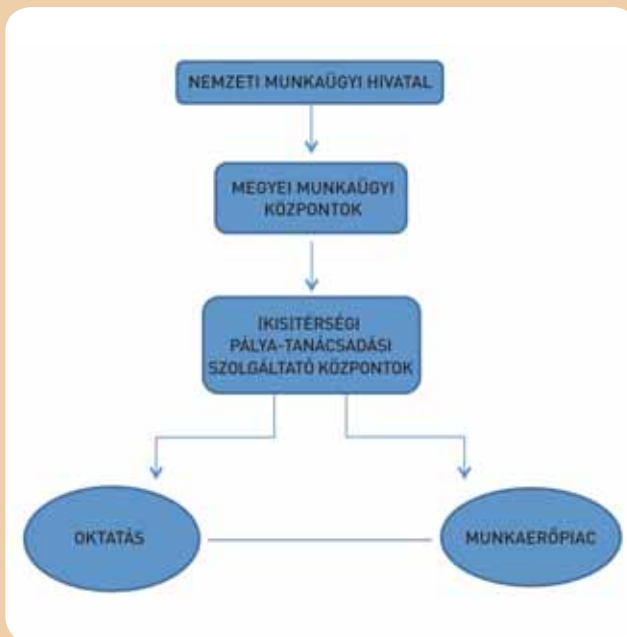 NEMZETI MUNKAÜGYI HIVATAL
MEGYEI MUNKAÜGYI
KÖZPONTOK
(KIS)TÉRSÉGI
PÁLYA-TANÁCSADÁSI
SZOLGÁLTATÓ KÖZPONTOK
OKTATÁS
MUNKAERŐPIAC